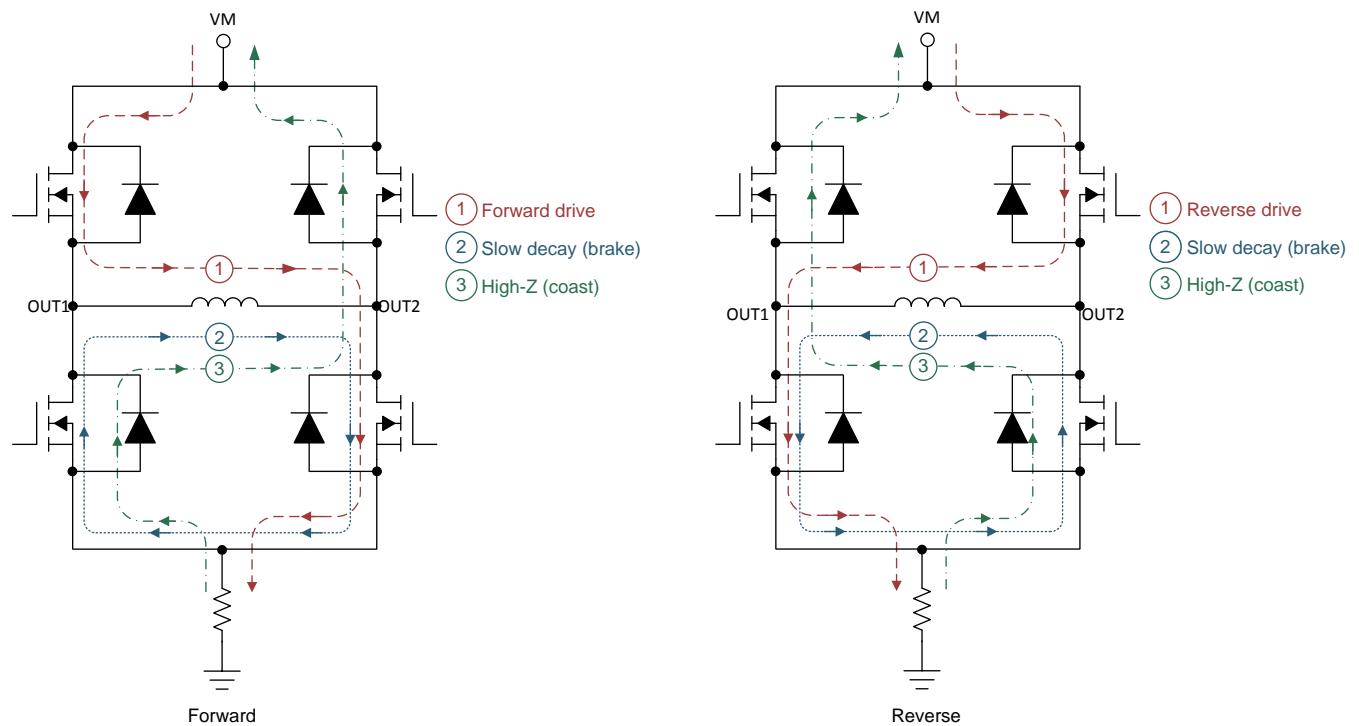 VM
1 Forward drive
2 Slow decay (brake)
3 High-Z (coast)
1
OUT1
OUT2
2
3
Forward
VM
1 Reverse drive
2 Slow decay (brake)
3 High-Z (coast)
1
OUT1
OUT2
2
3
Reverse